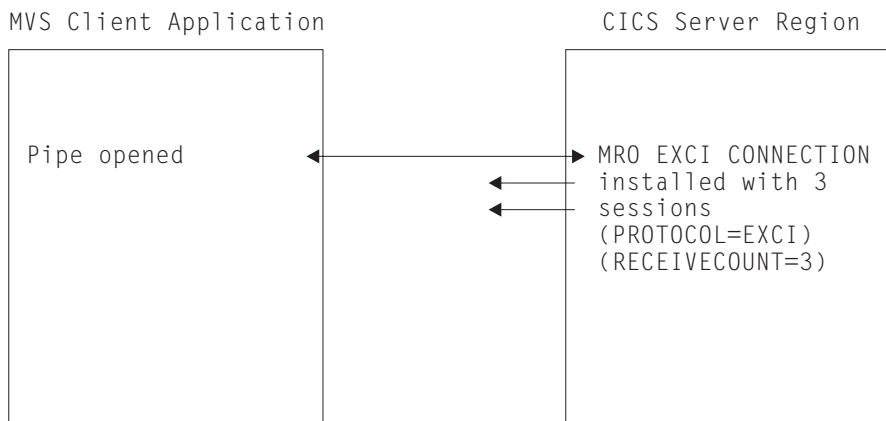 MVS Client Application
CICS Server Region
Pipe opened
MRO EXCI CONNECTION
installed with 3
sessions
(PROTOCOL=EXCI)
(RECEIVECOUNT=3)